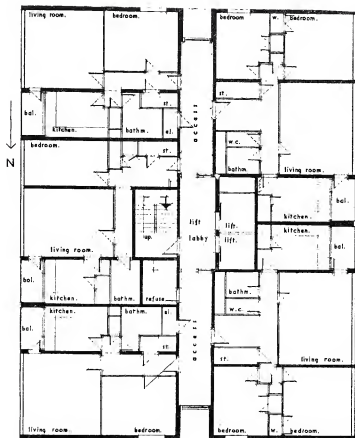 living room. bedroom. bedroom w. bedroom.
bal. kitchen. bathm. st. el. access st.
N
bedroom. st. w.c. bathm living room.
up. lift lobby lift. lift. kitchen. bal.
living room. kitchen. bal.
bal. kitchen. bathm. refuse bathm.
bal. kitchen. bathm. el. w.c.
st. access st. living room.
living room. bedroom. bedroom w. bedroom.